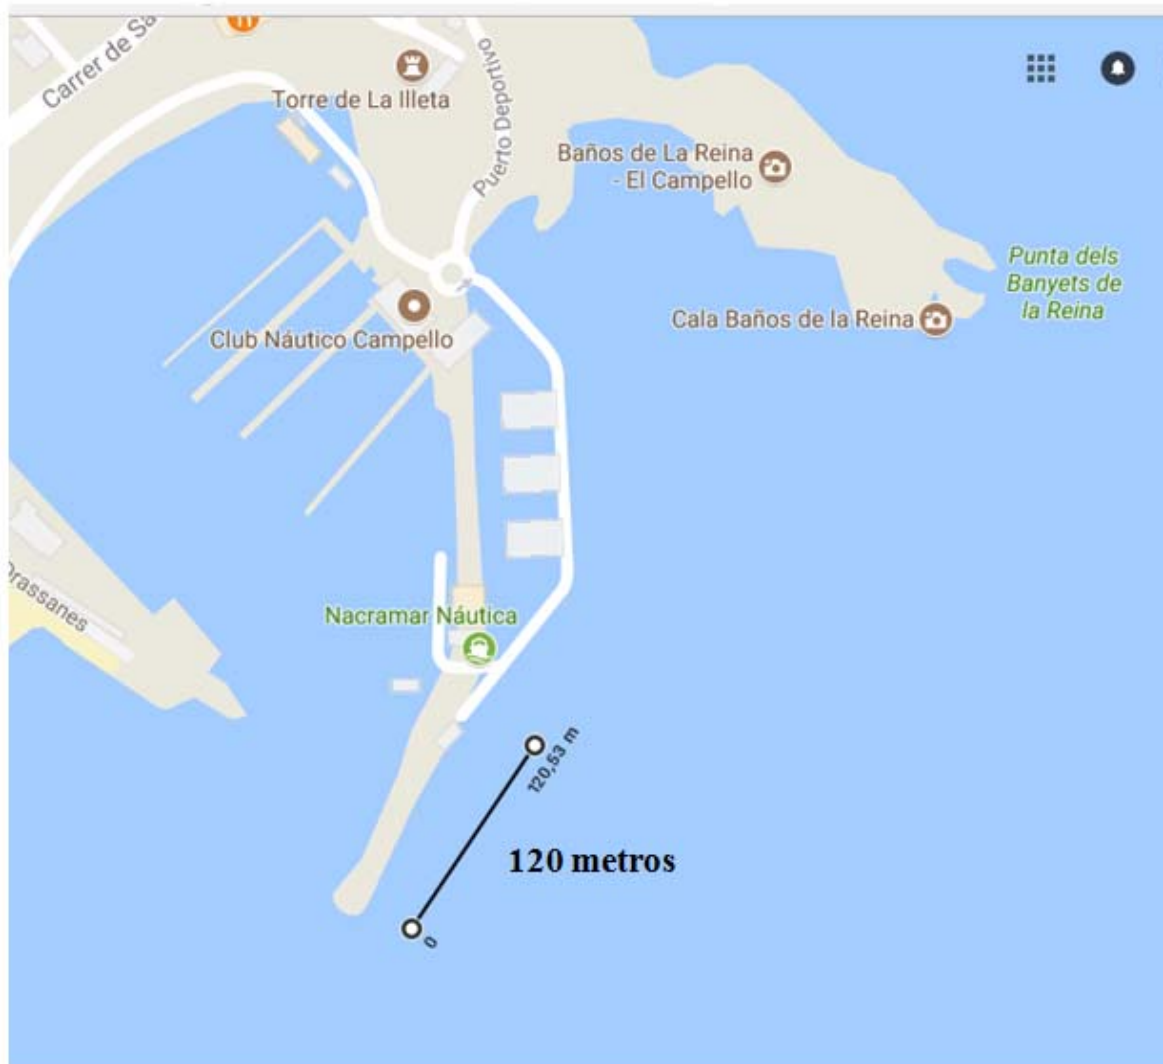 Carrer de Sa
Torre de La Illeta
Puerto Deportivo
Baños de La Reina
- El Campello
Punta dels
Banyets de
la Reina
Cala Baños de la Reina
Club Náutico Campello
Drassanes
Nacramar Náutica
120,53 m
120 metros
0